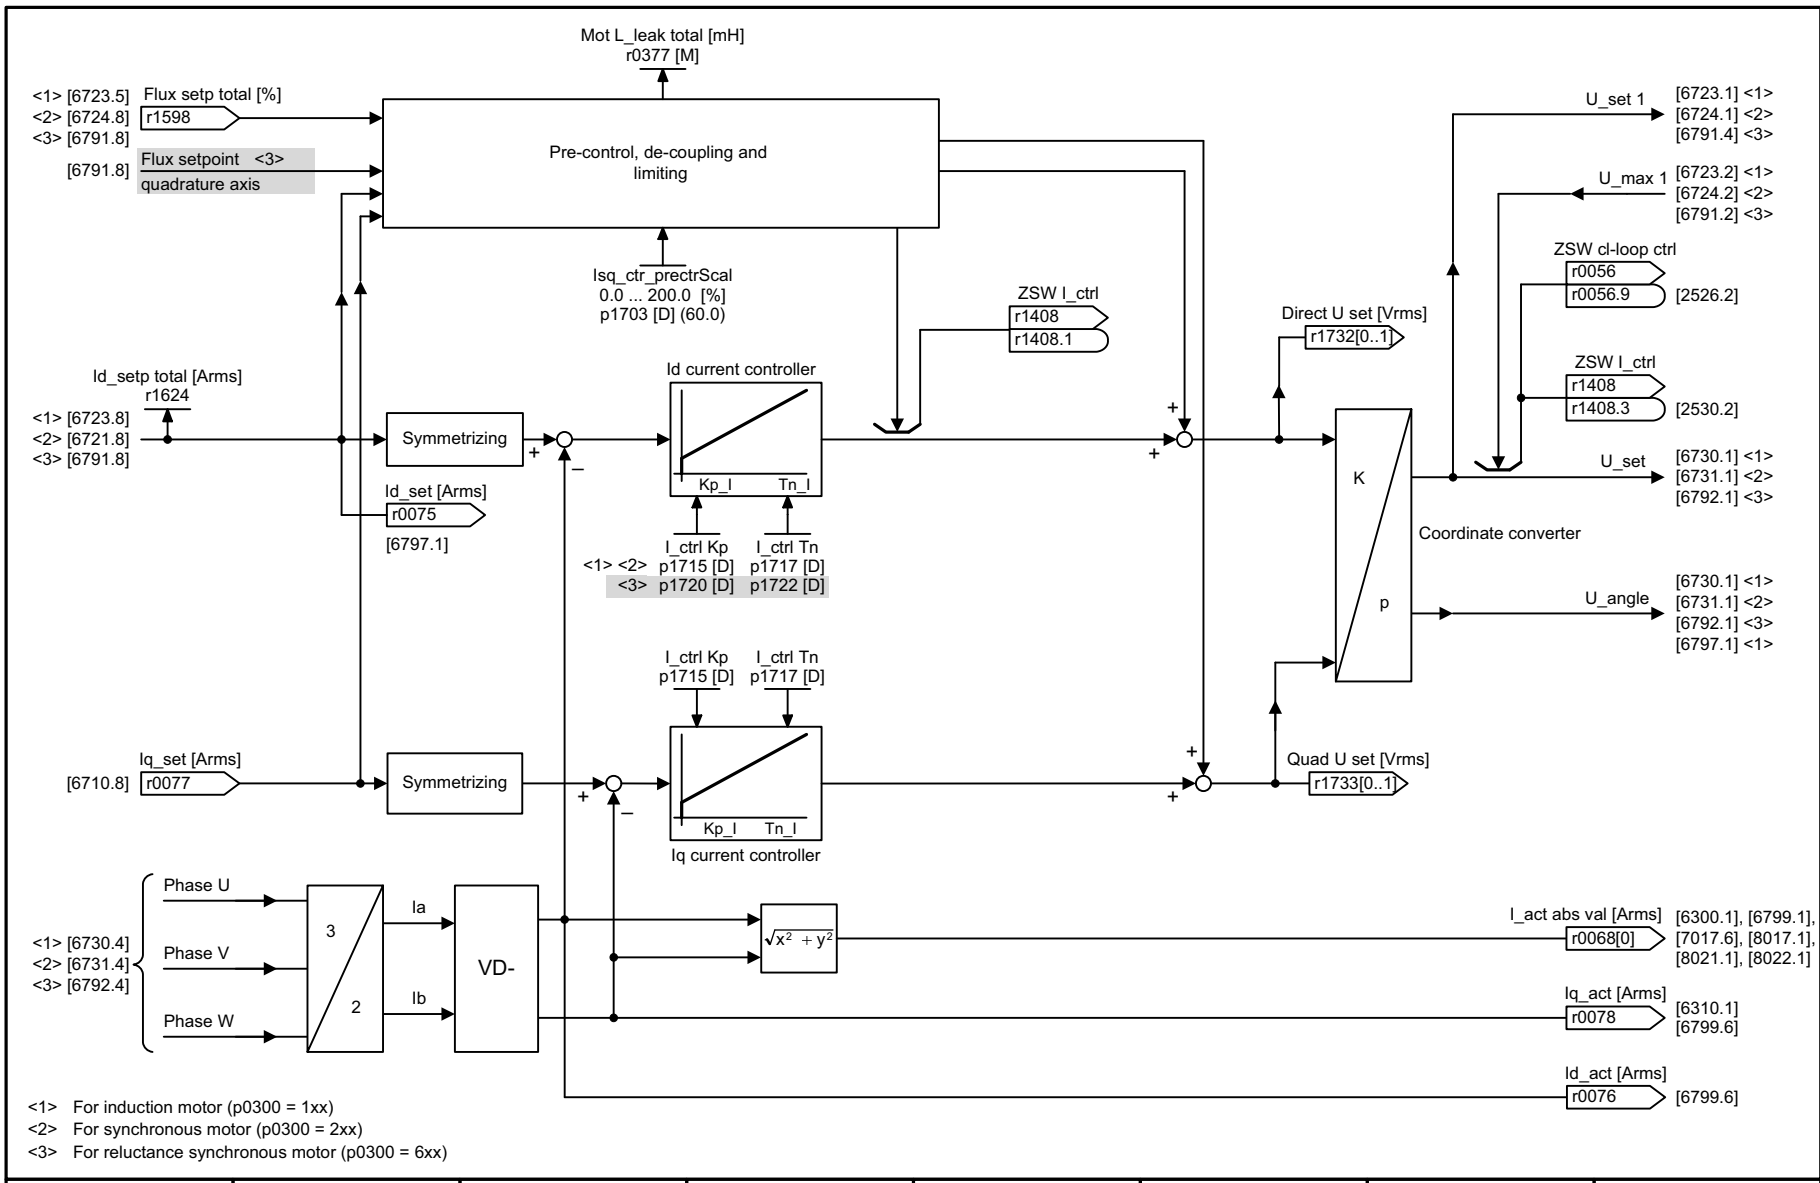 Mot L_leak total [mH]
r0377 [M]
<1> [6723.5] Flux setp total [%]
<2> [6724.8] r1598
<3> [6791.8]
[6791.8] Flux setpoint <3>
quadrature axis
Pre-control, de-coupling and
limiting
U_set 1
[6723.1] <1>
[6724.1] <2>
[6791.4] <3>
U_max 1
[6723.2] <1>
[6724.2] <2>
[6791.2] <3>
ZSW cl-loop ctrl
r0056
r0056.9 [2526.2]
Isq_ctr_prectrScal
0.0 ... 200.0 [%]
p1703 [D] (60.0)
ZSW I_ctrl
r1408
r1408.1
Direct U set [Vrms]
r1732[0..1]
ZSW I_ctrl
r1408
r1408.3 [2530.2]
Id_setp total [Arms]
r1624
<1> [6723.8]
<2> [6721.8]
<3> [6791.8]
Symmetrizing
+
–
Id current controller
Kp_I Tn_I
+
+
Id_set [Arms]
r0075
[6797.1]
I_ctrl Kp I_ctrl Tn
<1> <2> p1715 [D] p1717 [D]
<3> p1720 [D] p1722 [D]
K
p
Coordinate converter
U_set
[6730.1] <1>
[6731.1] <2>
[6792.1] <3>
U_angle
[6730.1] <1>
[6731.1] <2>
[6792.1] <3>
[6797.1] <1>
I_ctrl Kp I_ctrl Tn
p1715 [D] p1717 [D]
Iq_set [Arms]
[6710.8] r0077
Symmetrizing
+
–
Kp_I Tn_I
Iq current controller
+
+
Quad U set [Vrms]
r1733[0..1]
Phase U
Phase V
Phase W
<1> [6730.4]
<2> [6731.4]
<3> [6792.4]
3
2
Ia
Ib
VD-
√x² + y²
I_act abs val [Arms]
r0068[0]
[6300.1], [6799.1],
[7017.6], [8017.1],
[8021.1], [8022.1]
Iq_act [Arms]
r0078
[6310.1]
[6799.6]
Id_act [Arms]
r0076 [6799.6]
<1> For induction motor (p0300 = 1xx)
<2> For synchronous motor (p0300 = 2xx)
<3> For reluctance synchronous motor (p0300 = 6xx)